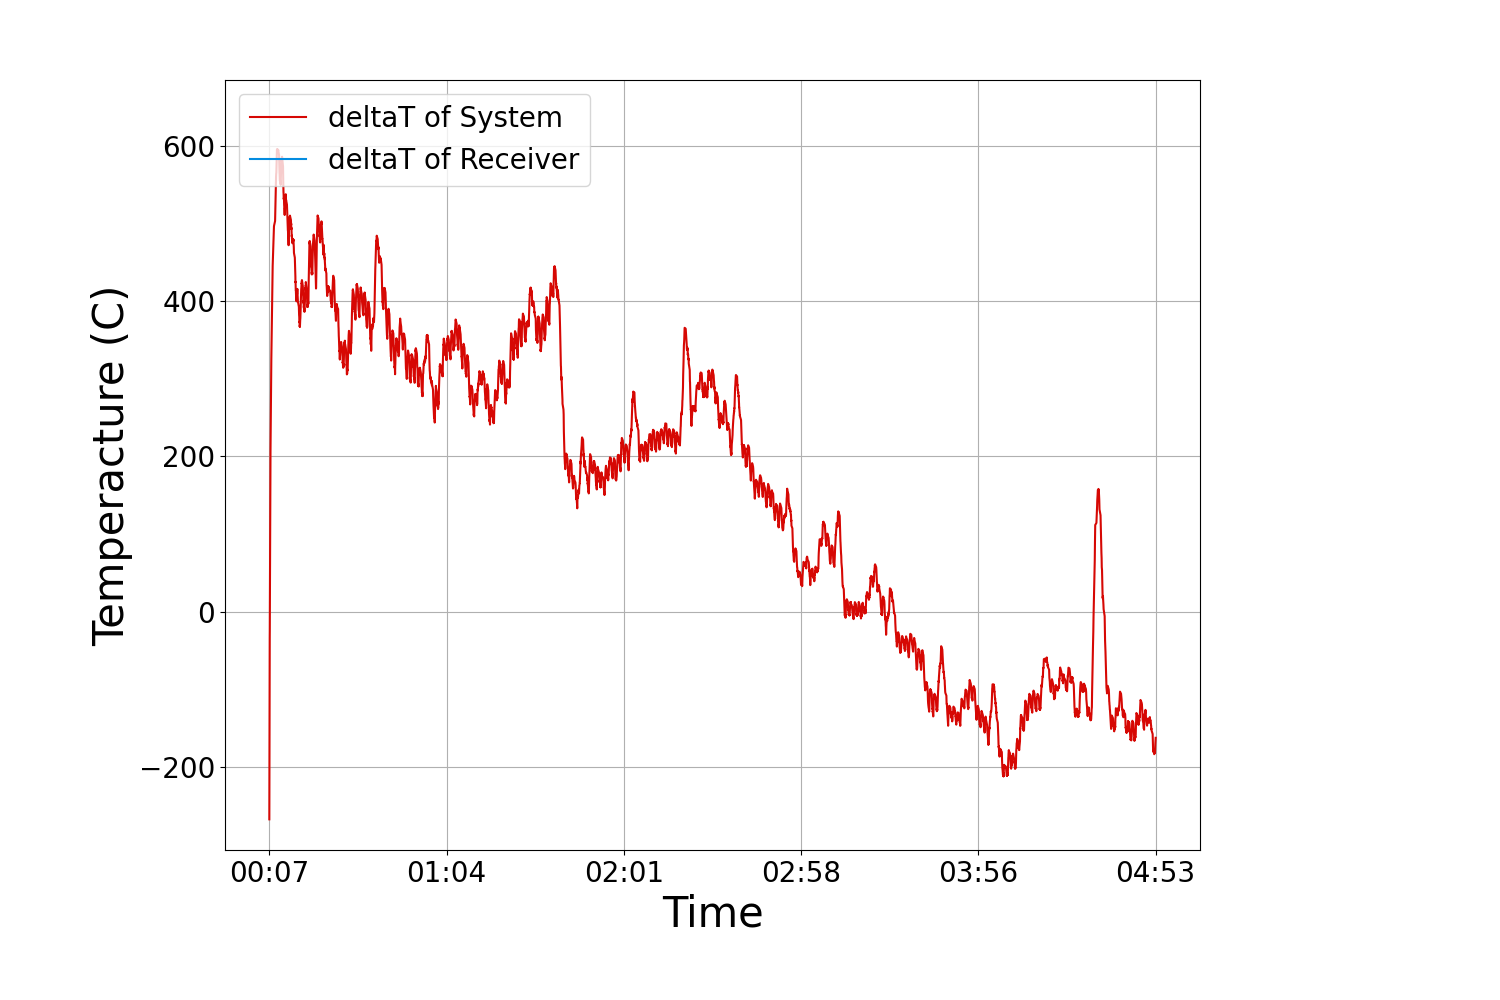 deltaT of System
deltaT of Receiver
600
400
200
0
−200
Temperacture (C)
00:07 01:04 02:01 02:58 03:56 04:53
Time